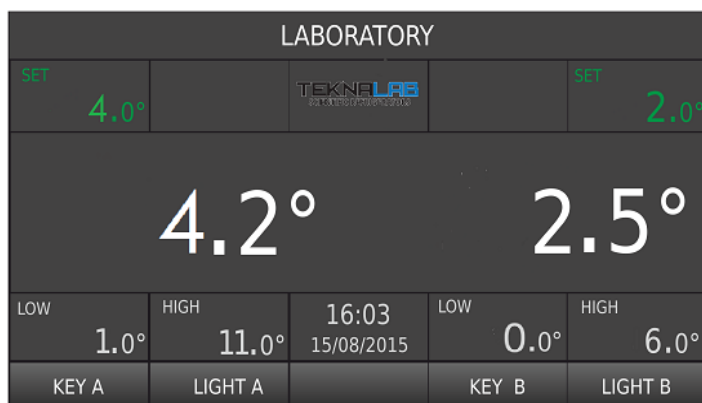 LABORATORY
SET
SET
4.0°
TEKNALAB
2.0°
4.2°
2.5°
LOW
HIGH
16:03
LOW
HIGH
1.0°
11.0°
15/08/2015
0.0°
6.0°
KEY A
LIGHT A
KEY B
LIGHT B